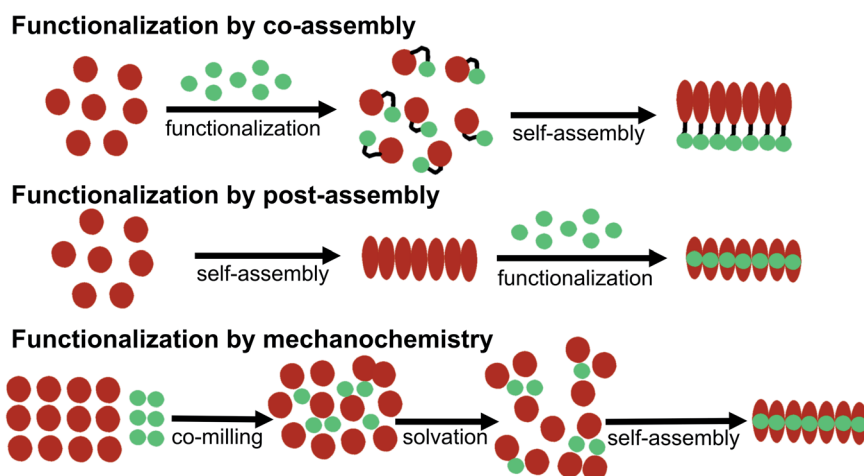 Functionalization by co-assembly
functionalization
self-assembly
Functionalization by post-assembly
self-assembly
functionalization
Functionalization by mechanochemistry
co-milling
solvation
self-assembly